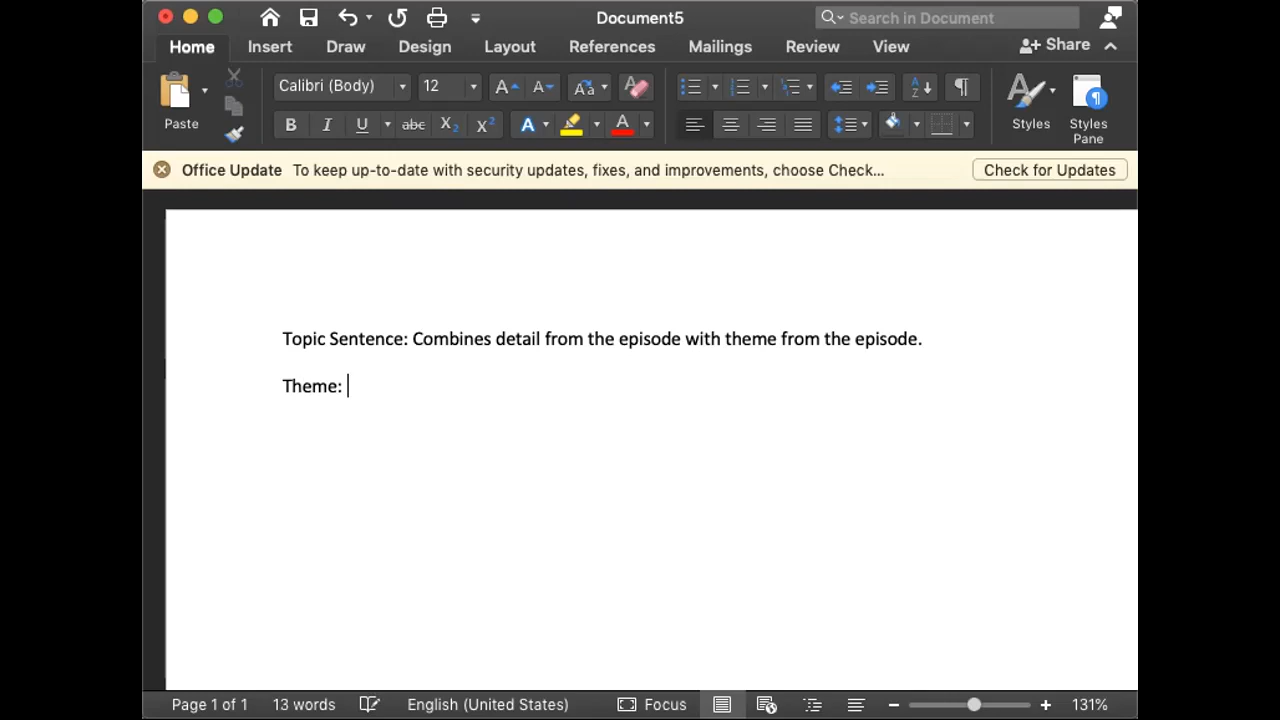 Document5
Search in Document
Home Insert Draw Design Layout References Mailings Review View Share
Calibri (Body) 12
Paste
Styles
Styles Pane
Office Update To keep up-to-date with security updates, fixes, and improvements, choose Check... Check for Updates
Topic Sentence: Combines detail from the episode with theme from the episode.
Theme:
Page 1 of 1 13 words English (United States) Focus 131%